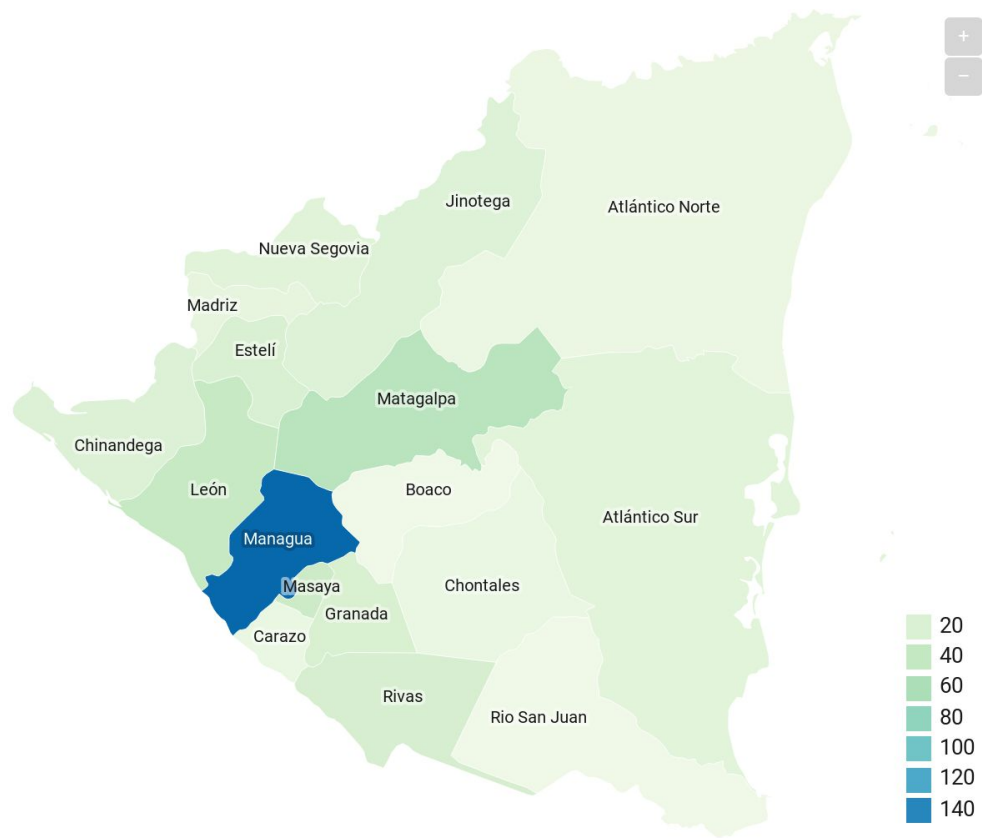 +
−
Jinotega
Atlántico Norte
Nueva Segovia
Madriz
Estelí
Matagalpa
Chinandega
León
Boaco
Atlántico Sur
Managua
Masaya
Chontales
Granada
Carazo
Rivas
Rio San Juan
20
40
60
80
100
120
140